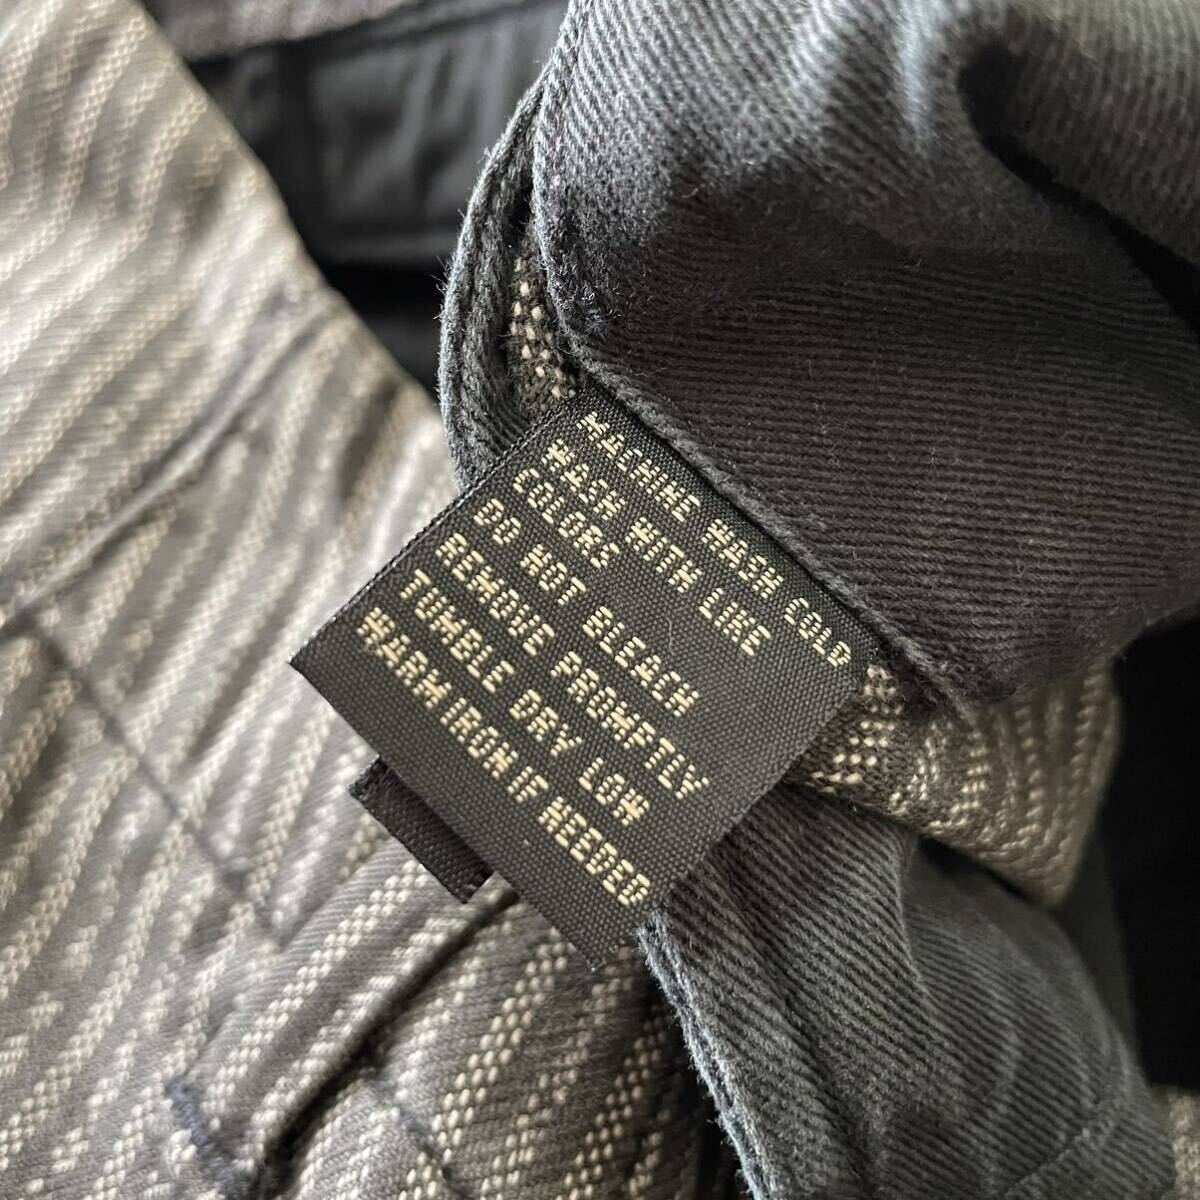 MACHINE WASH COLD
WASH WITH LIKE
COLORS
DO NOT BLEACH
REMOVE PROMPTLY
TUMBLE DRY LOW
WARM IRON IF NEEDED